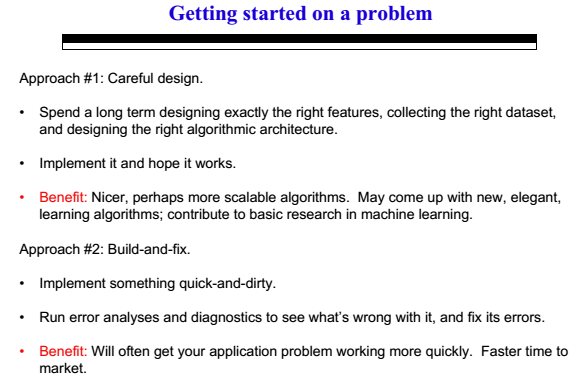 Getting started on a problem
Approach #1: Careful design.
• Spend a long term designing exactly the right features, collecting the right dataset,
and designing the right algorithmic architecture.
• Implement it and hope it works.
• Benefit: Nicer, perhaps more scalable algorithms. May come up with new, elegant,
learning algorithms; contribute to basic research in machine learning.
Approach #2: Build-and-fix.
• Implement something quick-and-dirty.
• Run error analyses and diagnostics to see what's wrong with it, and fix its errors.
• Benefit: Will often get your application problem working more quickly. Faster time to
market.